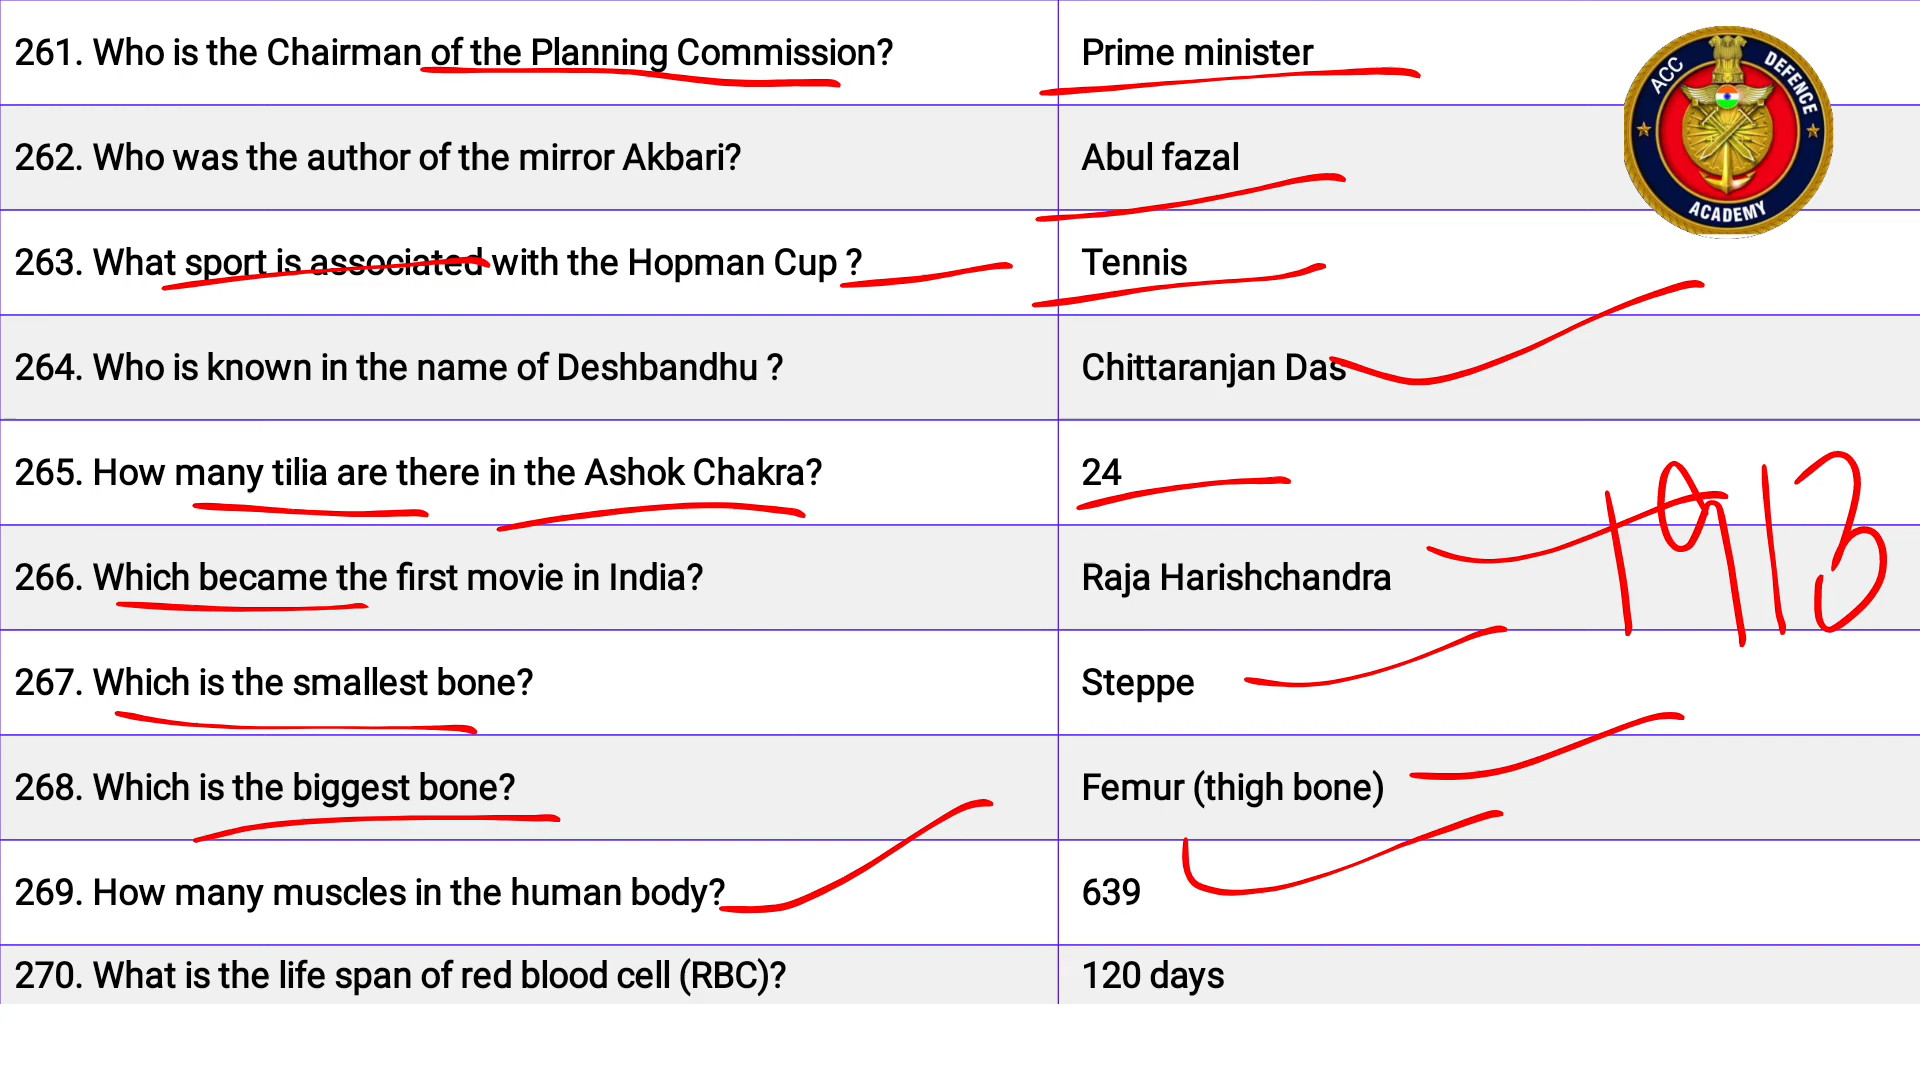 261. Who is the Chairman of the Planning Commission? Prime minister
ACC DEFENCE ACADEMY
262. Who was the author of the mirror Akbari? Abul fazal
263. What sport is associated with the Hopman Cup ? Tennis
264. Who is known in the name of Deshbandhu ? Chittaranjan Das
265. How many tilia are there in the Ashok Chakra? 24
1913
266. Which became the first movie in India? Raja Harishchandra
267. Which is the smallest bone? Steppe
268. Which is the biggest bone? Femur (thigh bone)
269. How many muscles in the human body? 639
270. What is the life span of red blood cell (RBC)? 120 days